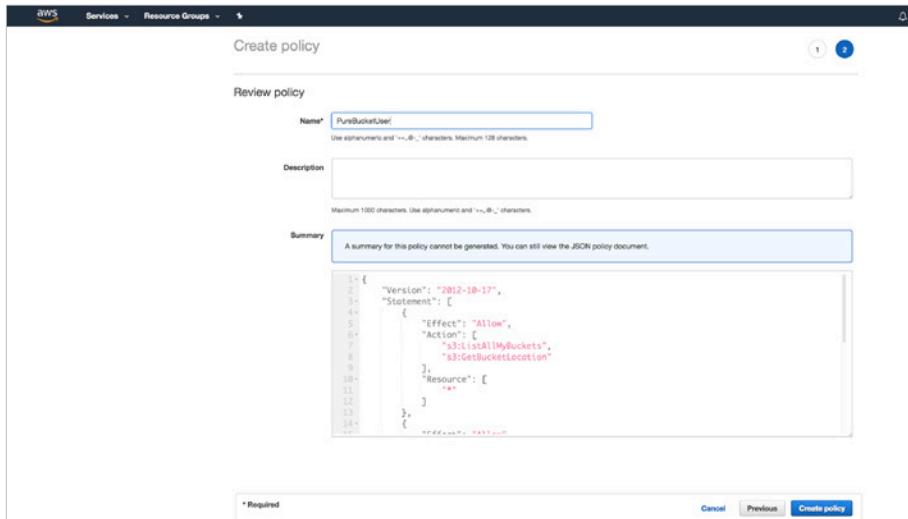 aws Services Resource Groups
Create policy 1 2
Review policy
Name* PureBucketUser
Use alphanumeric and '+=,.@-_' characters. Maximum 128 characters.
Description
Maximum 1000 characters. Use alphanumeric and '+=,.@-_' characters.
Summary A summary for this policy cannot be generated. You can still view the JSON policy document.
1 {
2 "Version": "2012-10-17",
3 "Statement": [
4 {
5 "Effect": "Allow",
6 "Action": [
7 "s3:ListAllMyBuckets",
8 "s3:GetBucketLocation"
9 ],
10 "Resource": [
11 "*"
12 ]
13 },
14 {
15 "Effect": "Allow"
* Required Cancel Previous Create policy